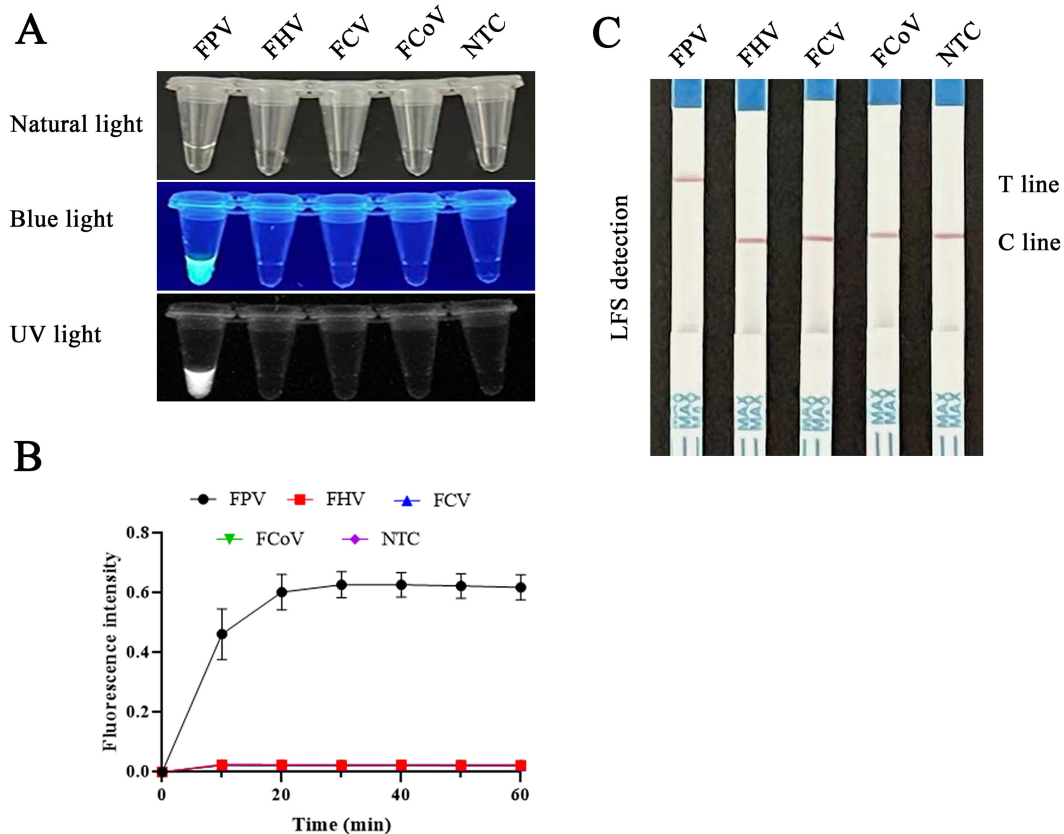 A
FPV FHV FCV FCoV NTC
Natural light
Blue light
UV light
C
FPV FHV FCV FCoV NTC
LFS detection
T line
C line
MAX MAX MAX MAX MAX
MAX MAX MAX MAX MAX
B
FPV FHV FCV
FCoV NTC
Fluorescence intensity
0.8
0.6
0.4
0.2
0.0
0 20 40 60
Time (min)